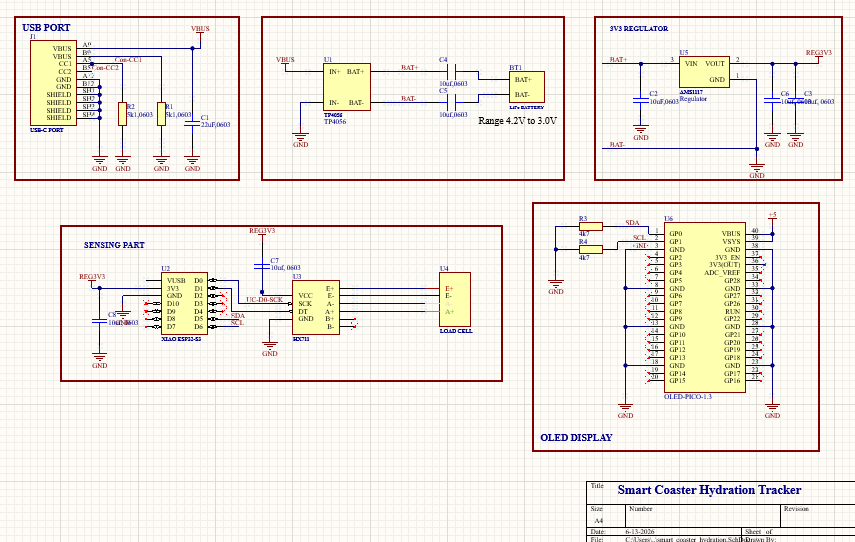 USB PORT
J1
VBUS
VBUS
CC1
CC2
GND
GND
SHIELD
SHIELD
SHIELD
SHIELD
USB-C PORT
Con-CC1
Con-CC2
VBUS
R2
5k1,0603
R1
5k1,0603
C1
22uF,0603
GND
GND
GND
GND
VBUS
U1
IN+ BAT+
IN- BAT-
TP4056
TP4056
GND
BAT+
BAT-
C4
10uf,0603
C5
10uf,0603
BT1
BAT+
BAT-
Range 4.2V to 3.0V
3V3 REGULATOR
BAT+
3
U5
VIN VOUT
GND
2
1
AMS1117
Regulator
REG3V3
C2
10uF,0603
C6
C3
GND
GND
GND
BAT-
GND
SENSING PART
REG3V3
REG3V3
C7
10uf, 0603
U2
VUSB D0
3V3 D1
GND D2
D10 D3
D9 D4
D8 D5
D7 D6
XIAO ESP32-S3
C8
GND
SDA
SCL
UC-D0-SCK
U3
VCC
SCK
DT
GND
E+
E-
A-
A+
B+
B-
HX711
GND
U4
E+
E-
A-
A+
LOAD CELL
R3
4k7
R4
4k7
GND
SDA
SCL
GND
U6
GP0 VBUS
GP1 VSYS
GND GND
GP2 3V3_EN
GP3 3V3(OUT)
GP4 ADC_VREF
GP5 GP28
GND GND
GP6 GP27
GP7 GP26
GP8 RUN
GP9 GP22
GND GND
GP10 GP21
GP11 GP20
GP12 GP19
GP13 GP18
GND GND
GP14 GP17
GP15 GP16
OLED-PICO-1.3
+5
GND
GND
OLED DISPLAY
Title
Smart Coaster Hydration Tracker
Size Number Revision
A4
Date: 6-13-2026 Sheet of
File: Drawn By: